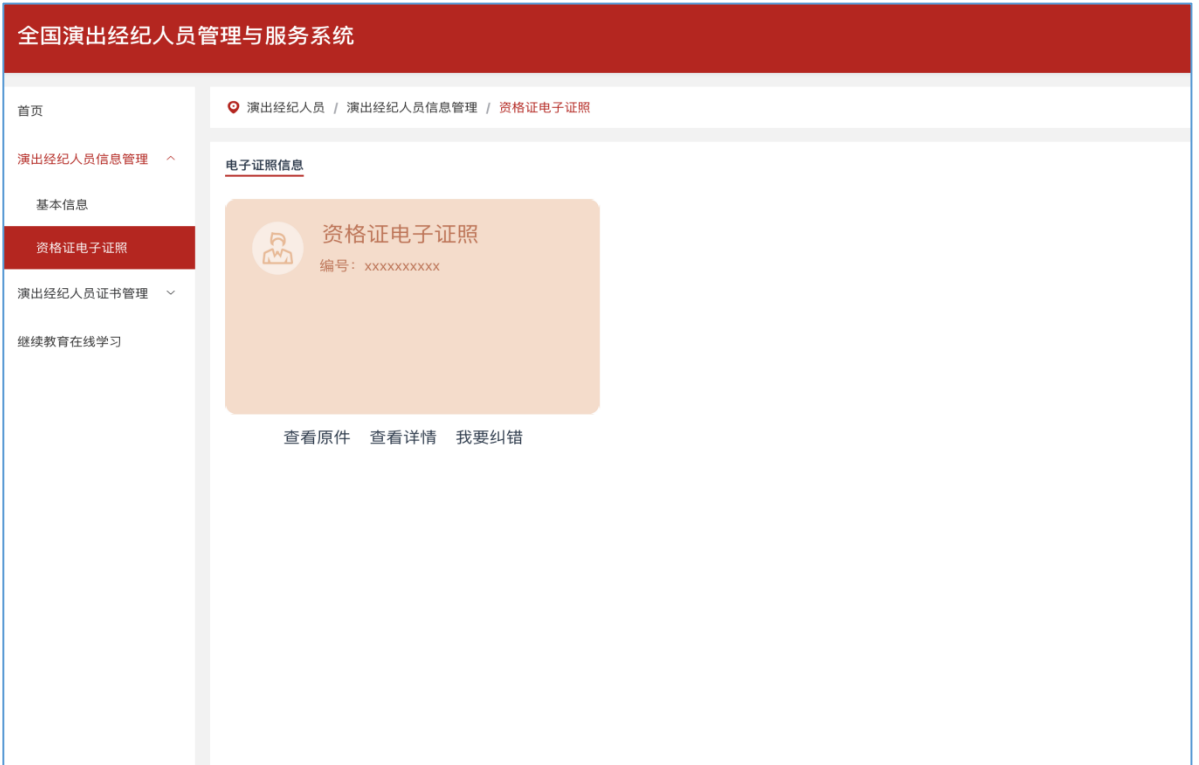 全国演出经纪人员管理与服务系统
首页
演出经纪人员信息管理
基本信息
资格证电子证照
演出经纪人员证书管理
继续教育在线学习
演出经纪人员 / 演出经纪人员信息管理 / 资格证电子证照
电子证照信息
资格证电子证照
编号：xxxxxxxxxx
查看原件 查看详情 我要纠错